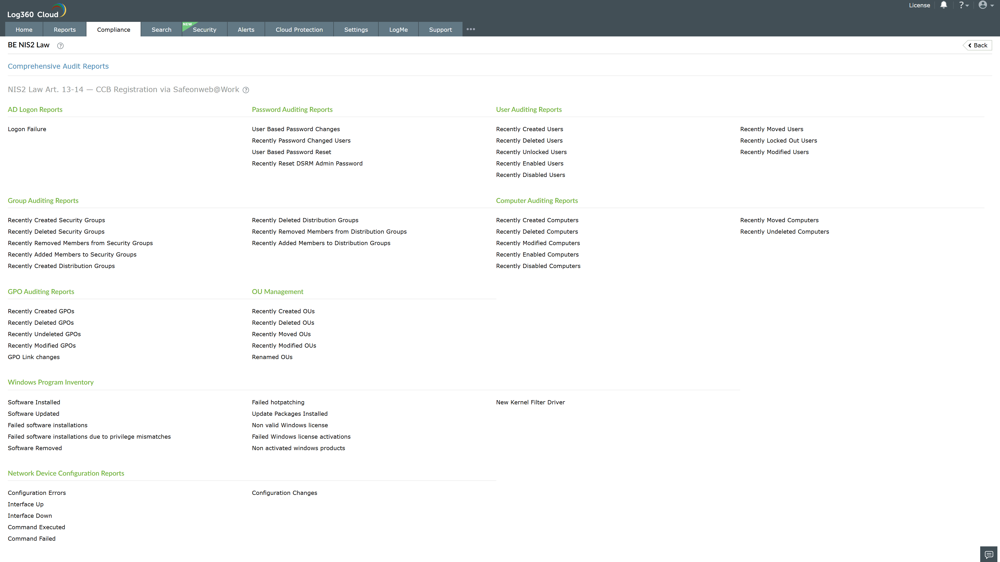 Log360 Cloud
License
?
Home
Reports
Compliance
Search
NEW
Security
Alerts
Cloud Protection
Settings
LogMe
Support
BE NIS2 Law ?
Back
Comprehensive Audit Reports
NIS2 Law Art. 13-14 — CCB Registration via Safeonweb@Work ?
AD Logon Reports
Logon Failure
Password Auditing Reports
User Based Password Changes
Recently Password Changed Users
User Based Password Reset
Recently Reset DSRM Admin Password
User Auditing Reports
Recently Created Users
Recently Deleted Users
Recently Unlocked Users
Recently Enabled Users
Recently Disabled Users
Recently Moved Users
Recently Locked Out Users
Recently Modified Users
Group Auditing Reports
Recently Created Security Groups
Recently Deleted Security Groups
Recently Removed Members from Security Groups
Recently Added Members to Security Groups
Recently Created Distribution Groups
Recently Deleted Distribution Groups
Recently Removed Members from Distribution Groups
Recently Added Members to Distribution Groups
Computer Auditing Reports
Recently Created Computers
Recently Deleted Computers
Recently Modified Computers
Recently Enabled Computers
Recently Disabled Computers
Recently Moved Computers
Recently Undeleted Computers
GPO Auditing Reports
Recently Created GPOs
Recently Deleted GPOs
Recently Undeleted GPOs
Recently Modified GPOs
GPO Link changes
OU Management
Recently Created OUs
Recently Deleted OUs
Recently Moved OUs
Recently Modified OUs
Renamed OUs
Windows Program Inventory
Software Installed
Software Updated
Failed software installations
Failed software installations due to privilege mismatches
Software Removed
Failed hotpatching
Update Packages Installed
Non valid Windows license
Failed Windows license activations
Non activated windows products
New Kernel Filter Driver
Network Device Configuration Reports
Configuration Errors
Interface Up
Interface Down
Command Executed
Command Failed
Configuration Changes